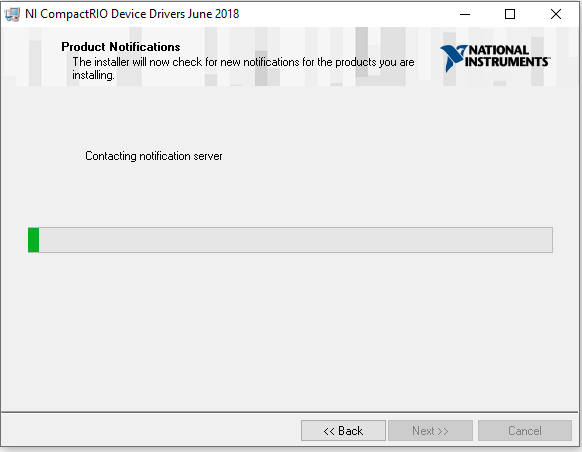 NI CompactRIO Device Drivers June 2018
Product Notifications
The installer will now check for new notifications for the products you are
installing.
NATIONAL
INSTRUMENTS
Contacting notification server
<< Back
Next >>
Cancel